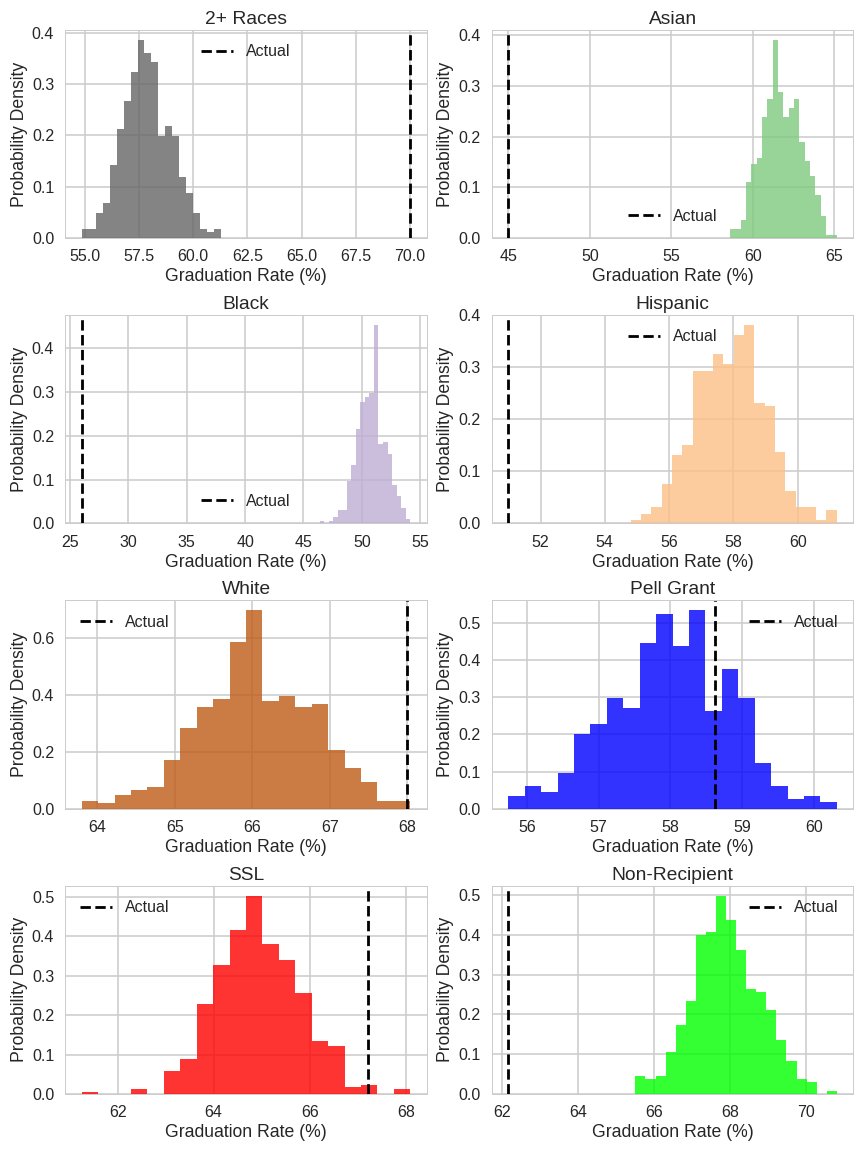 2+ Races
Probability Density
0.4
0.3
0.2
0.1
0.0
Actual
55.0 57.5 60.0 62.5 65.0 67.5 70.0
Graduation Rate (%)
Asian
Probability Density
0.4
0.3
0.2
0.1
0.0
Actual
45 50 55 60 65
Graduation Rate (%)
Black
Probability Density
0.4
0.3
0.2
0.1
0.0
Actual
25 30 35 40 45 50 55
Graduation Rate (%)
Hispanic
Probability Density
0.4
0.3
0.2
0.1
0.0
Actual
52 54 56 58 60
Graduation Rate (%)
White
Probability Density
0.6
0.4
0.2
0.0
Actual
64 65 66 67 68
Graduation Rate (%)
Pell Grant
Probability Density
0.5
0.4
0.3
0.2
0.1
0.0
Actual
56 57 58 59 60
Graduation Rate (%)
SSL
Probability Density
0.5
0.4
0.3
0.2
0.1
0.0
Actual
62 64 66 68
Graduation Rate (%)
Non-Recipient
Probability Density
0.5
0.4
0.3
0.2
0.1
0.0
Actual
62 64 66 68 70
Graduation Rate (%)